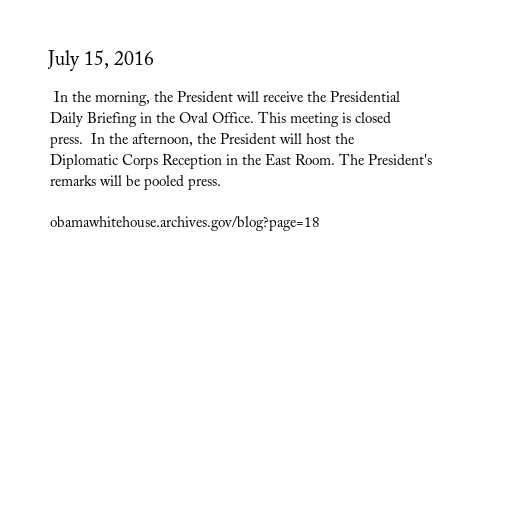 July 15, 2016
In the morning, the President will receive the Presidential
Daily Briefing in the Oval Office. This meeting is closed
press.  In the afternoon, the President will host the
Diplomatic Corps Reception in the East Room. The President's
remarks will be pooled press.
obamawhitehouse.archives.gov/blog?page=18